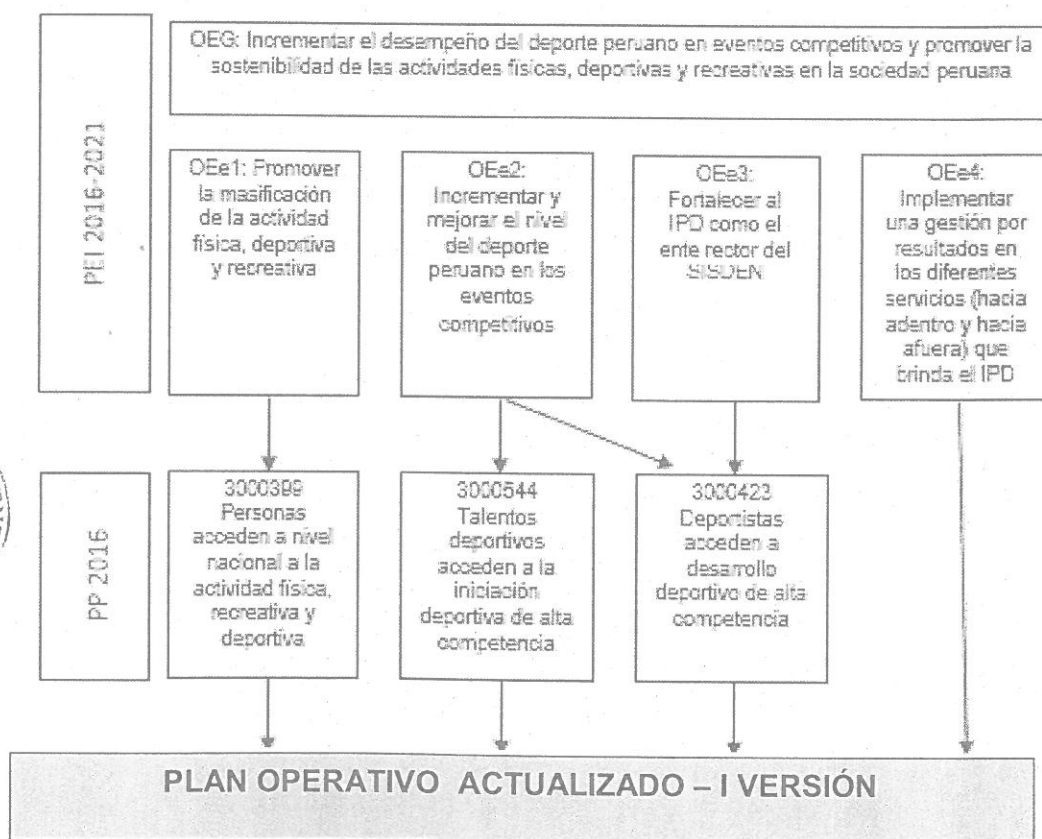 PEI 2016-2021
OEG: Incrementar el desempeño del deporte peruano en eventos competitivos y promover la
sostenibilidad de las actividades físicas, deportivas y recreativas en la sociedad peruana
OEe1: Promover
la masificación
de la actividad
física, deportiva
y recreativa
OEe2:
Incrementar y
mejorar el nivel
del deporte
peruano en los
eventos
competitivos
OEe3:
Fortalecer al
IPD como el
ente rector del
SISDEN
OEe4:
Implementar
una gestión por
resultados en
los diferentes
servicios (hacia
adentro y hacia
afuera) que
brinda el IPD
PP 2016
3000399
Personas
acceden a nivel
nacional a la
actividad física,
recreativa y
deportiva
3000544
Talentos
deportivos
acceden a la
iniciación
deportiva de alta
competencia
3000423
Deportistas
acceden a
desarrollo
deportivo de alta
competencia
PLAN OPERATIVO ACTUALIZADO – I VERSIÓN